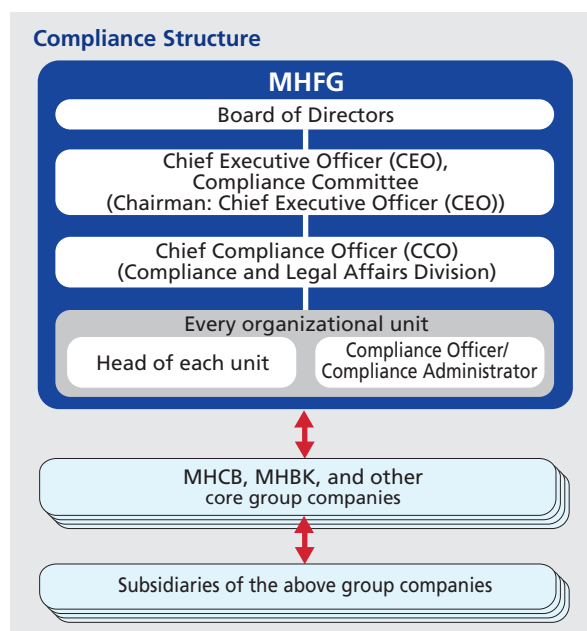 Compliance Structure
MHFG
Board of Directors
Chief Executive Officer (CEO),
Compliance Committee
(Chairman: Chief Executive Officer (CEO))
Chief Compliance Officer (CCO)
(Compliance and Legal Affairs Division)
Every organizational unit
Head of each unit
Compliance Officer/
Compliance Administrator
MHCB, MHBK, and other
core group companies
Subsidiaries of the above group companies